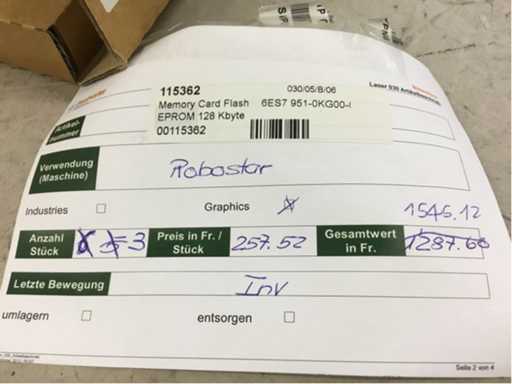 115362 030/05/B/06
Memory Card Flash 6ES7 951-0KG00-
EPROM 128 Kbyte
00115362
Artikel-
nummer
Verwendung
(Maschine)
Robostar
Industries Graphics
1545.12
Anzahl
Stück
3
Preis in Fr. /
Stück
257.52
Gesamtwert
in Fr.
1287.60
Letzte Bewegung
Inv
umlagern entsorgen
Seite 2 von 4